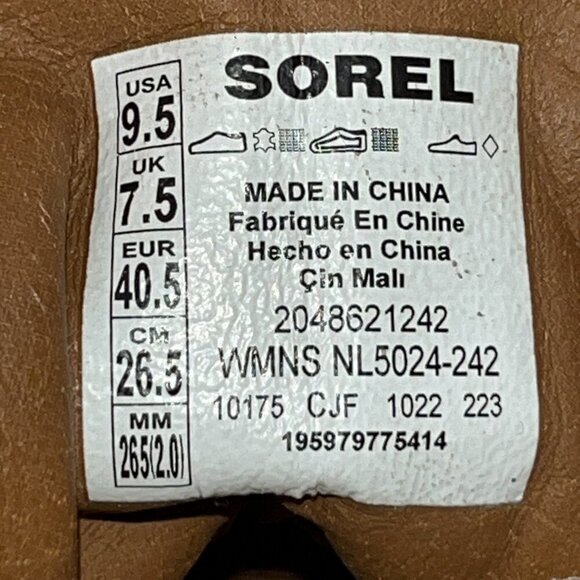 SOREL
USA
9.5
UK
7.5
EUR
40.5
CM
26.5
MM
265(2.0)
MADE IN CHINA
Fabriqué En Chine
Hecho en China
Çin Malı
2048621242
WMNS NL5024-242
10175 CJF 1022 223
195979775414